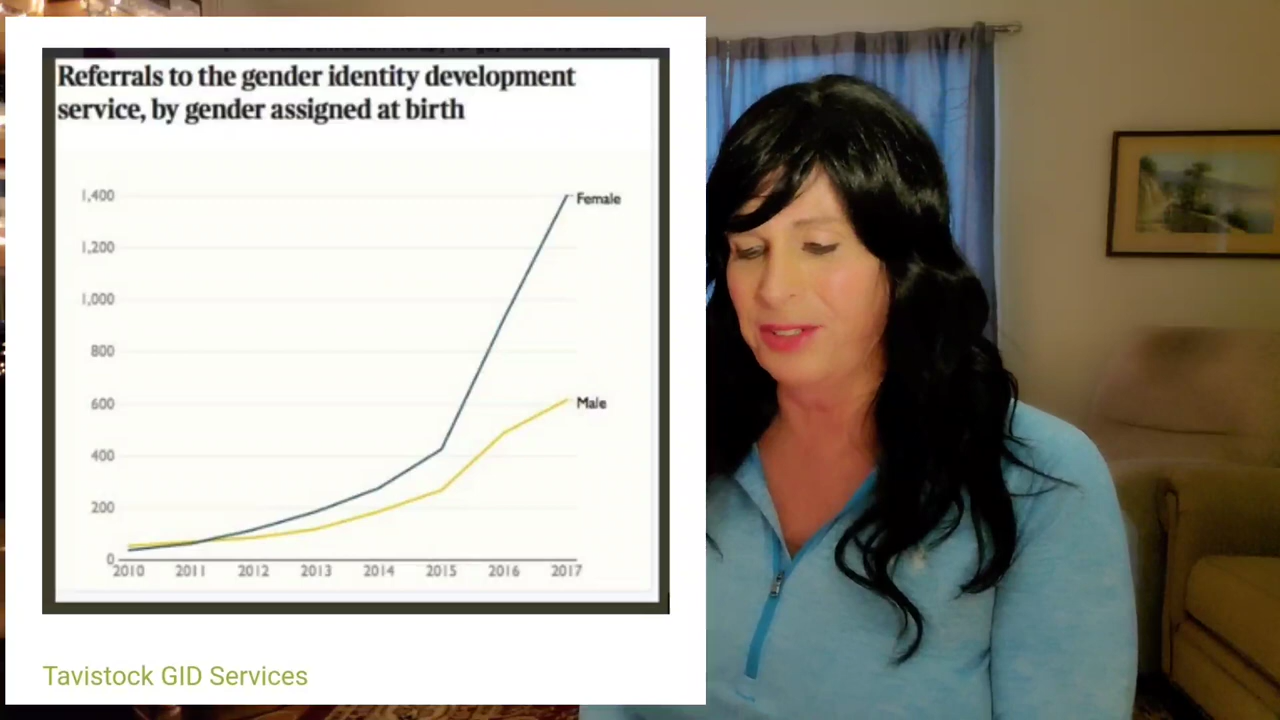 Referrals to the gender identity development
service, by gender assigned at birth
1,400
Female
1,200
1,000
800
600
Male
400
200
0
2010 2011 2012 2013 2014 2015 2016 2017
Tavistock GID Services